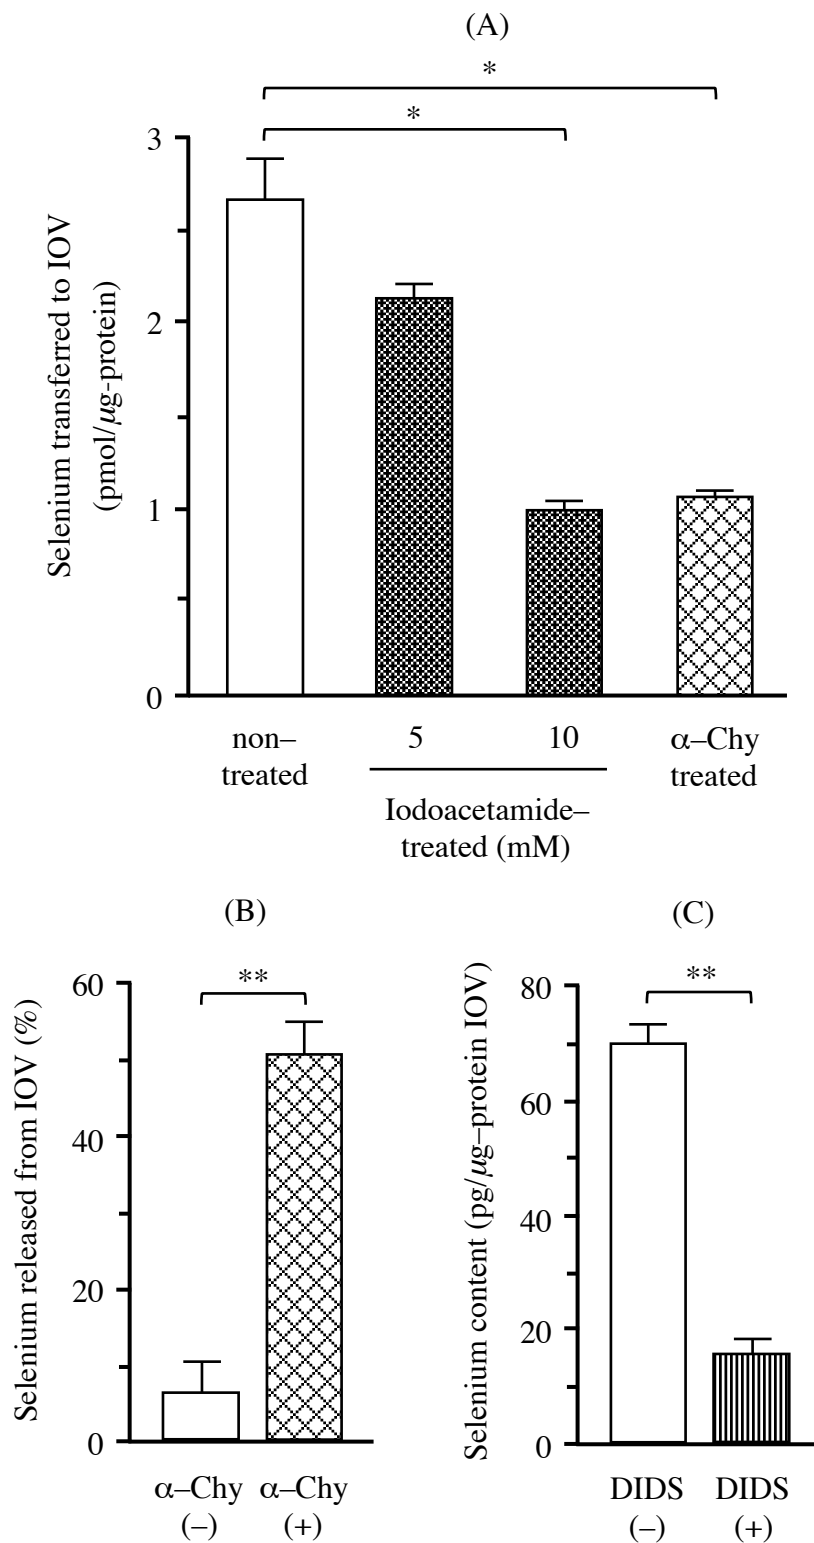 (A)
*
*
3
2
1
0
Selenium transferred to IOV
(pmol/μg-protein)
non–
treated
5
10
α–Chy
treated
Iodoacetamide–
treated (mM)
(B)
**
60
40
20
0
Selenium released from IOV (%)
α–Chy
(–)
α–Chy
(+)
(C)
**
80
60
40
20
0
Selenium content (pg/μg–protein IOV)
DIDS
(–)
DIDS
(+)